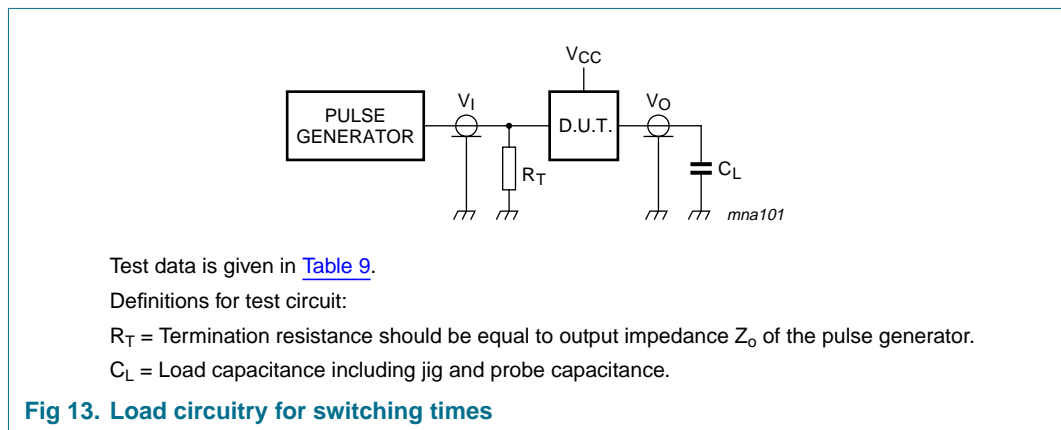 VCC
PULSE
GENERATOR
VI
D.U.T.
VO
RT
CL
mna101
Test data is given in Table 9.
Definitions for test circuit:
RT = Termination resistance should be equal to output impedance Zo of the pulse generator.
CL = Load capacitance including jig and probe capacitance.
Fig 13. Load circuitry for switching times